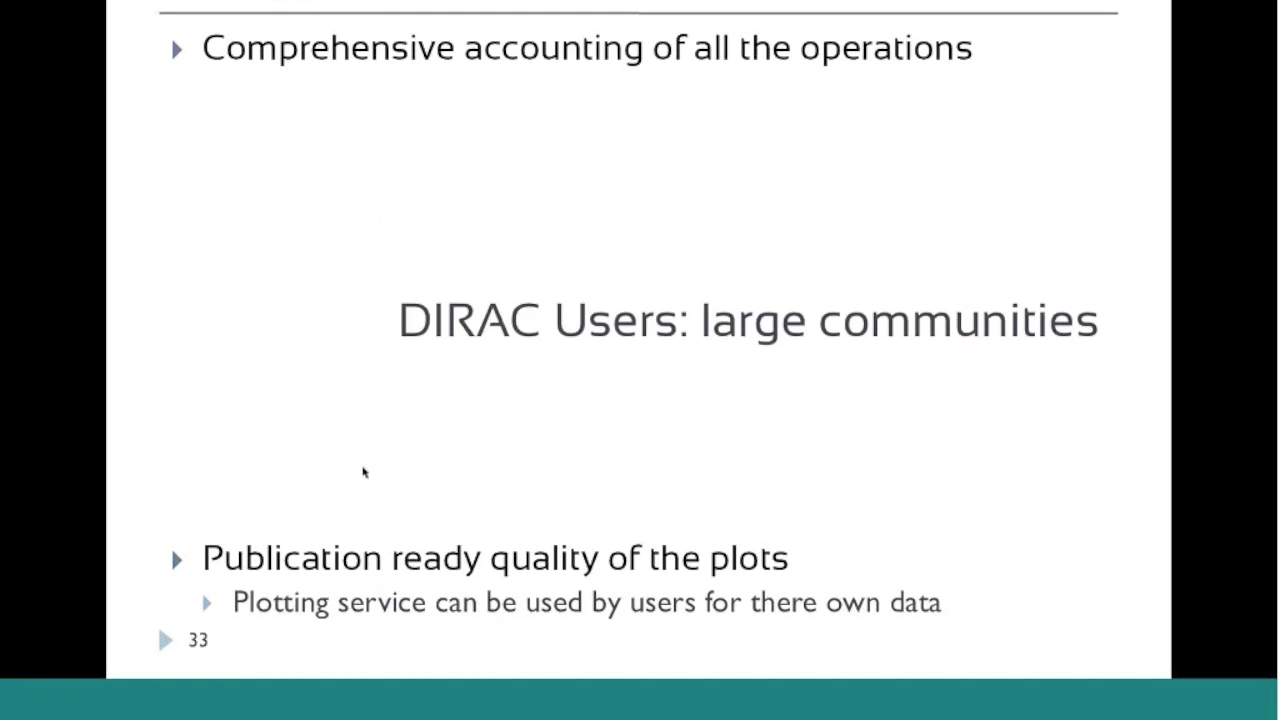 Comprehensive accounting of all the operations
DIRAC Users: large communities
Publication ready quality of the plots
Plotting service can be used by users for there own data
33